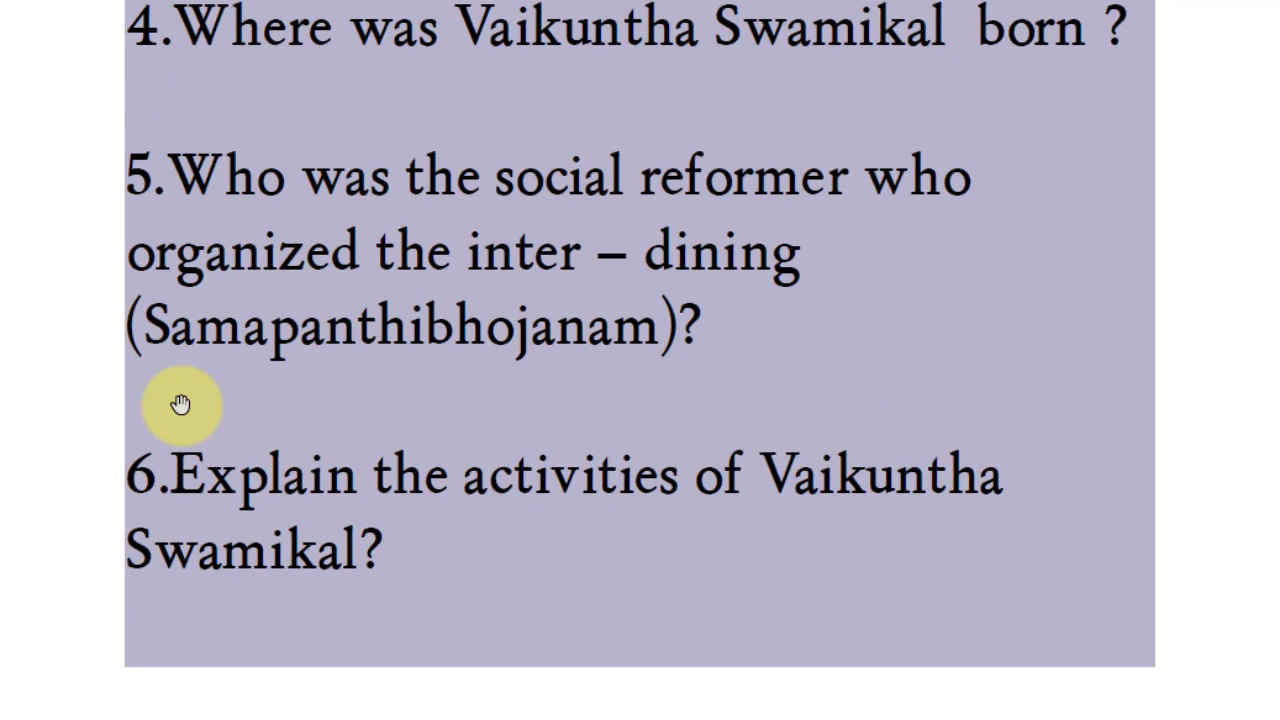 4.Where was Vaikuntha Swamikal  born ?
5.Who was the social reformer who
organized the inter – dining
(Samapanthibhojanam)?
6.Explain the activities of Vaikuntha
Swamikal?